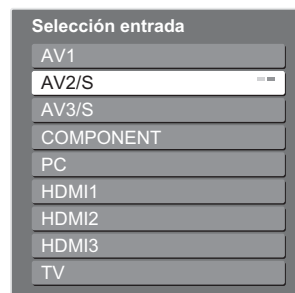 Selección entrada
AV1
AV2/S
AV3/S
COMPONENT
PC
HDMI1
HDMI2
HDMI3
TV